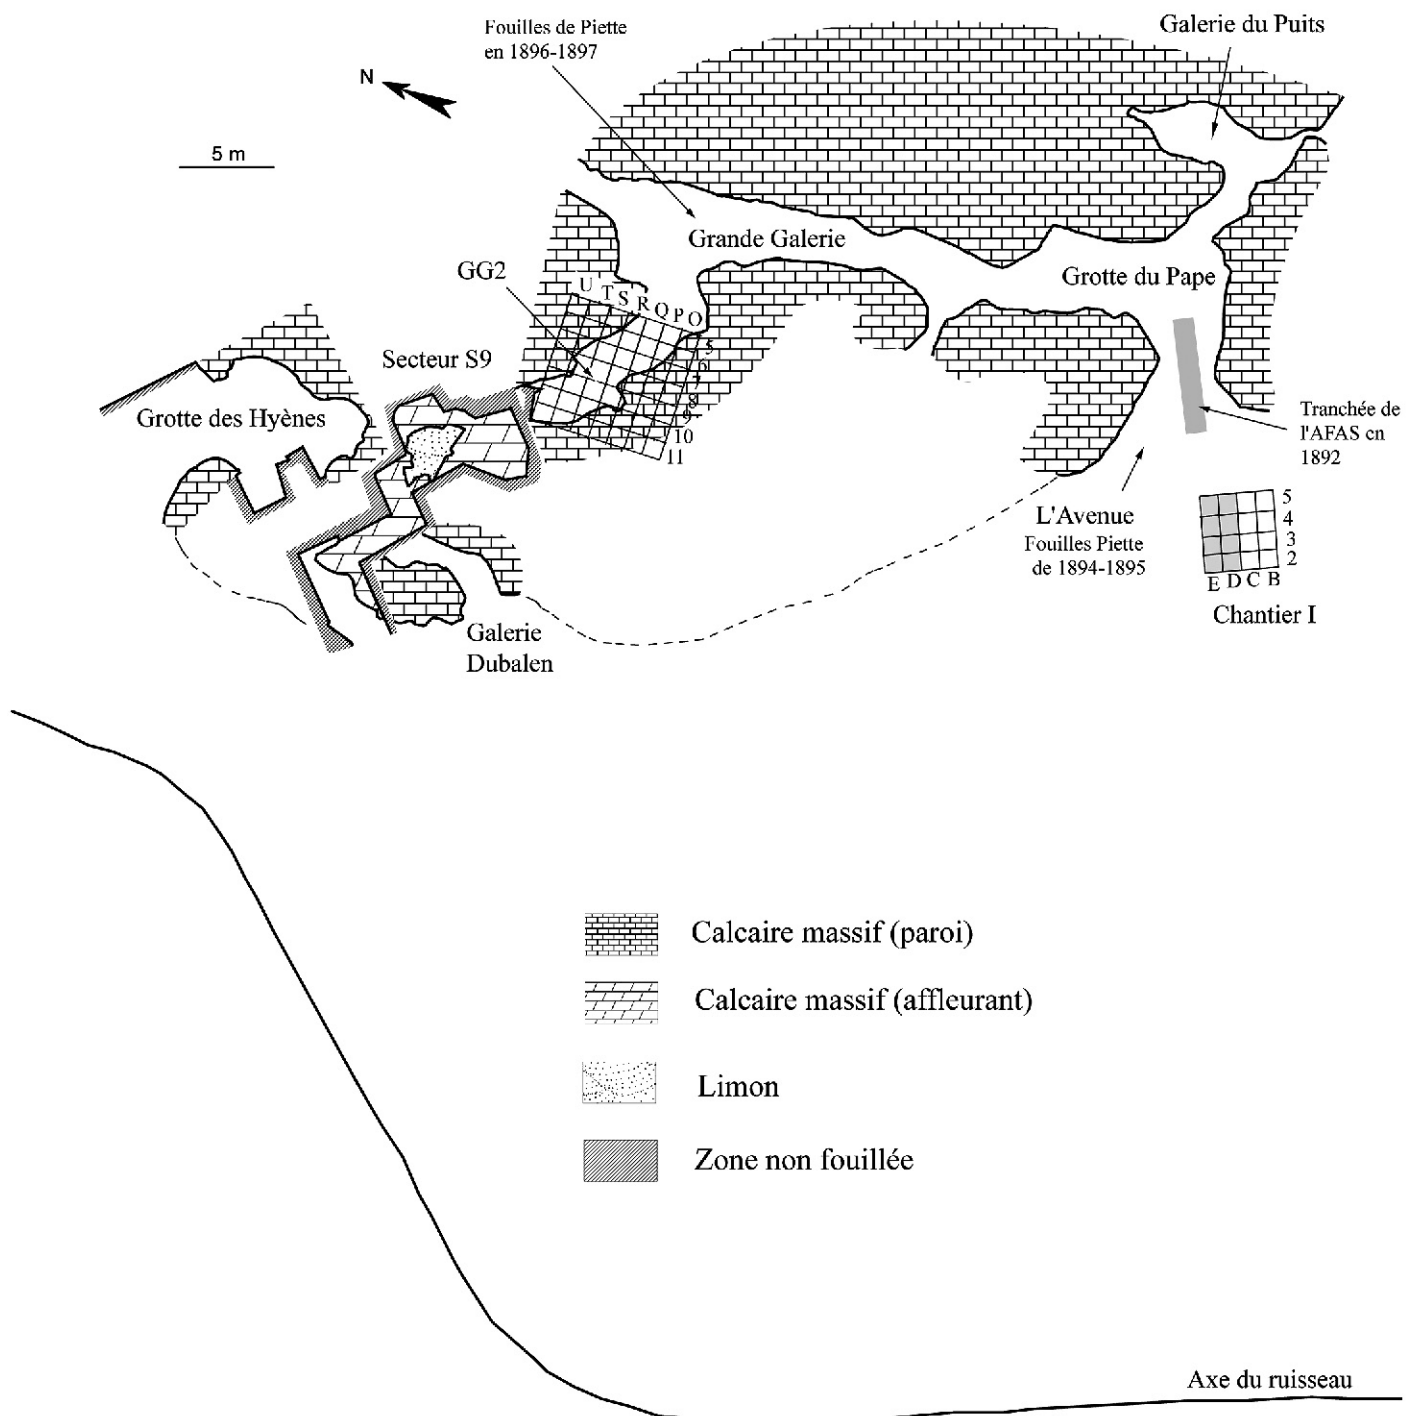 Fouilles de Piette
en 1896-1897
Galerie du Puits
N
5 m
Grande Galerie
GG2
Grotte du Pape
U T S R Q P O
5
6
7
8
9
10
11
Secteur S9
Grotte des Hyènes
Tranchée de
l'AFAS en
1892
L'Avenue
Fouilles Piette
de 1894-1895
5
4
3
2
E D C B
Chantier I
Galerie
Dubalen
Calcaire massif (paroi)
Calcaire massif (affleurant)
Limon
Zone non fouillée
Axe du ruisseau